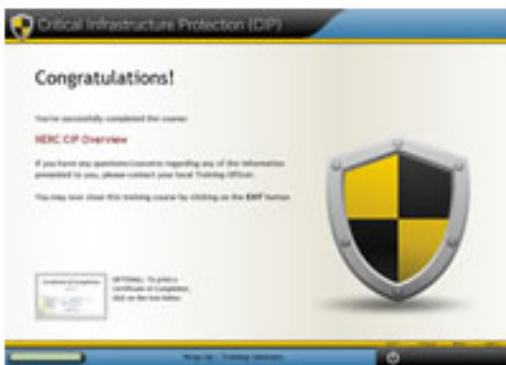 Critical Infrastructure Protection (CIP)
Congratulations!
You've successfully completed the course:
NERC CIP Overview
If you have any questions/concerns regarding any of the information
presented to you, please contact your local Training Officer.
You may now close this training course by clicking on the EXIT button
Certificate of Completion
OPTIONAL: To print a
certificate of completion,
click on the icon below.